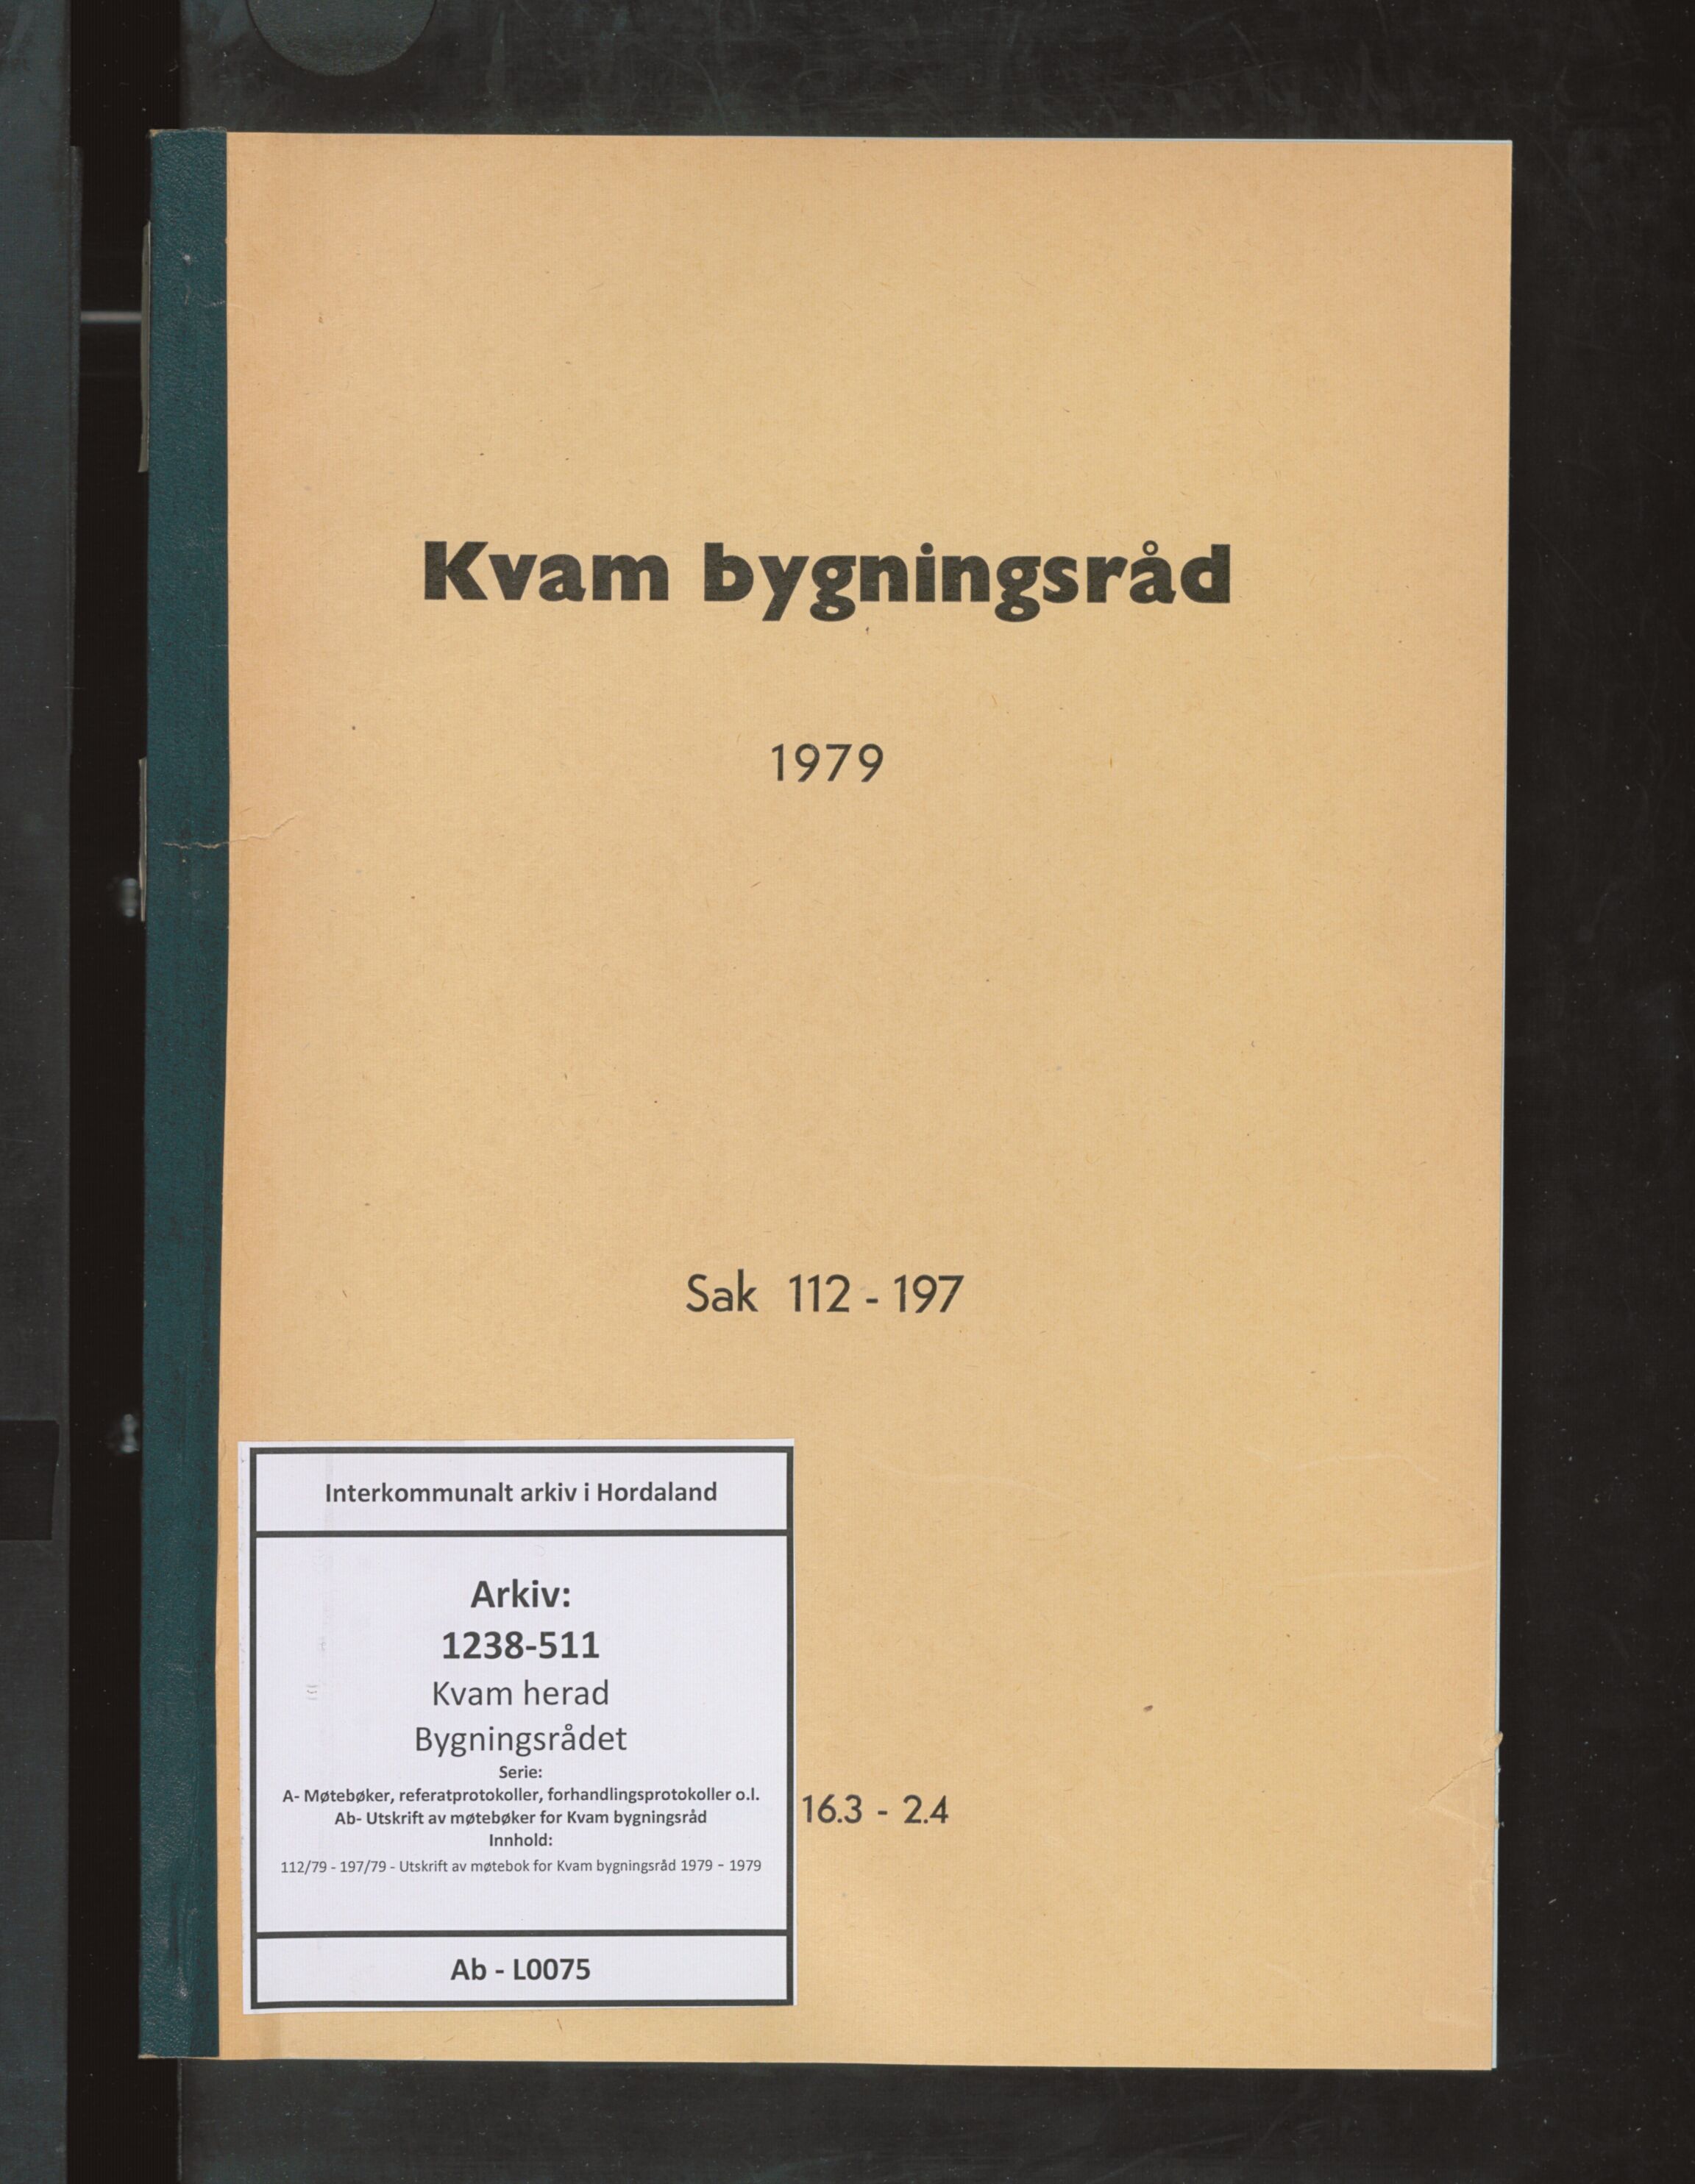 Kvam bygningsråd
1979
Sak 112 - 197
16.3 - 2.4
Interkommunalt arkiv i Hordaland
Arkiv:
1238-511
Kvam herad
Bygningsrådet
Serie:
A- Møtebøker, referatprotokoller, forhandlingsprotokoller o.l.
Ab- Utskrift av møtebøker for Kvam bygningsråd
Innhold:
112/79 - 197/79 - Utskrift av møtebok for Kvam bygningsråd 1979 - 1979
Ab - L0075